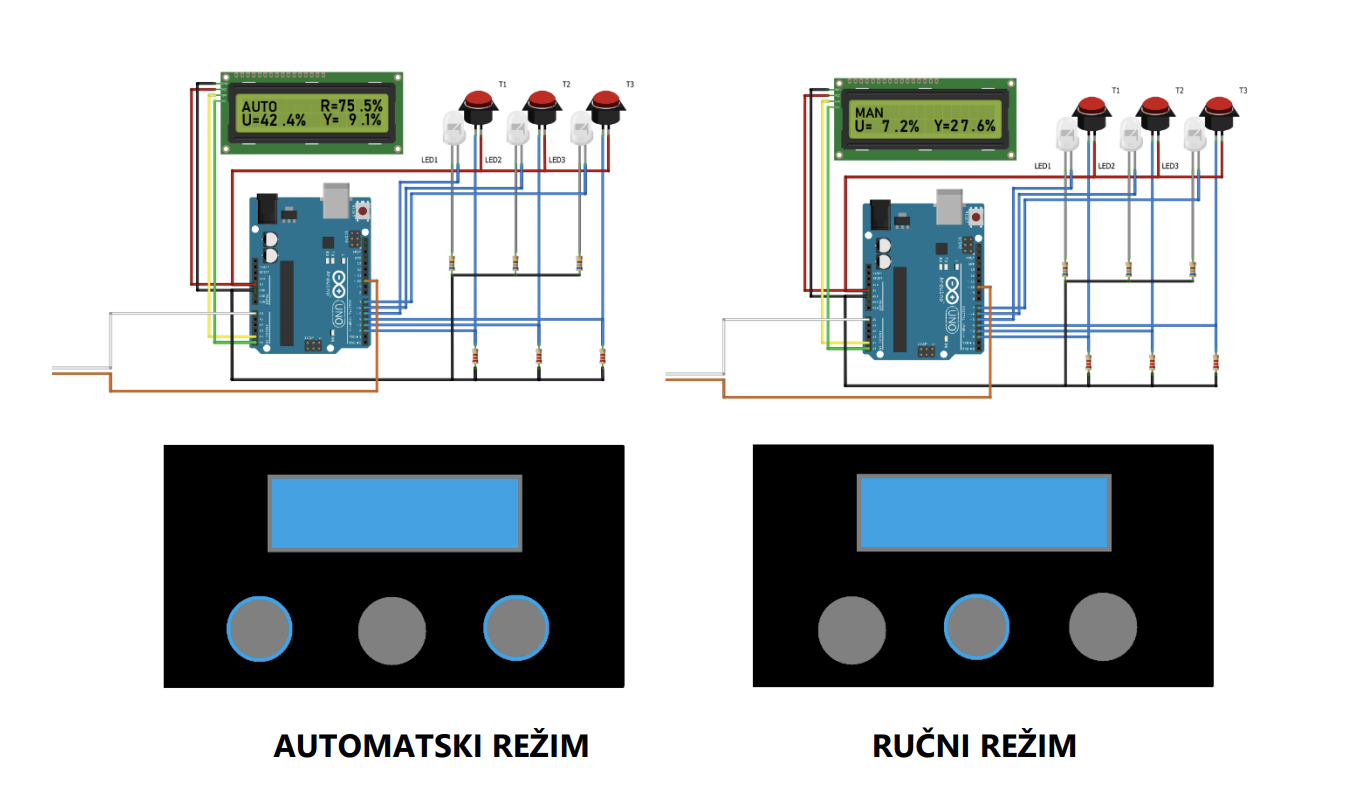 T1
T2
T3
AUTO R=75.5%
U=42.4% Y= 9.1%
LED1
LED2
LED3
UNO
T1
T2
T3
MAN
U= 7.2% Y=27.6%
LED1
LED2
LED3
UNO
AUTOMATSKI REŽIM
RUČNI REŽIM